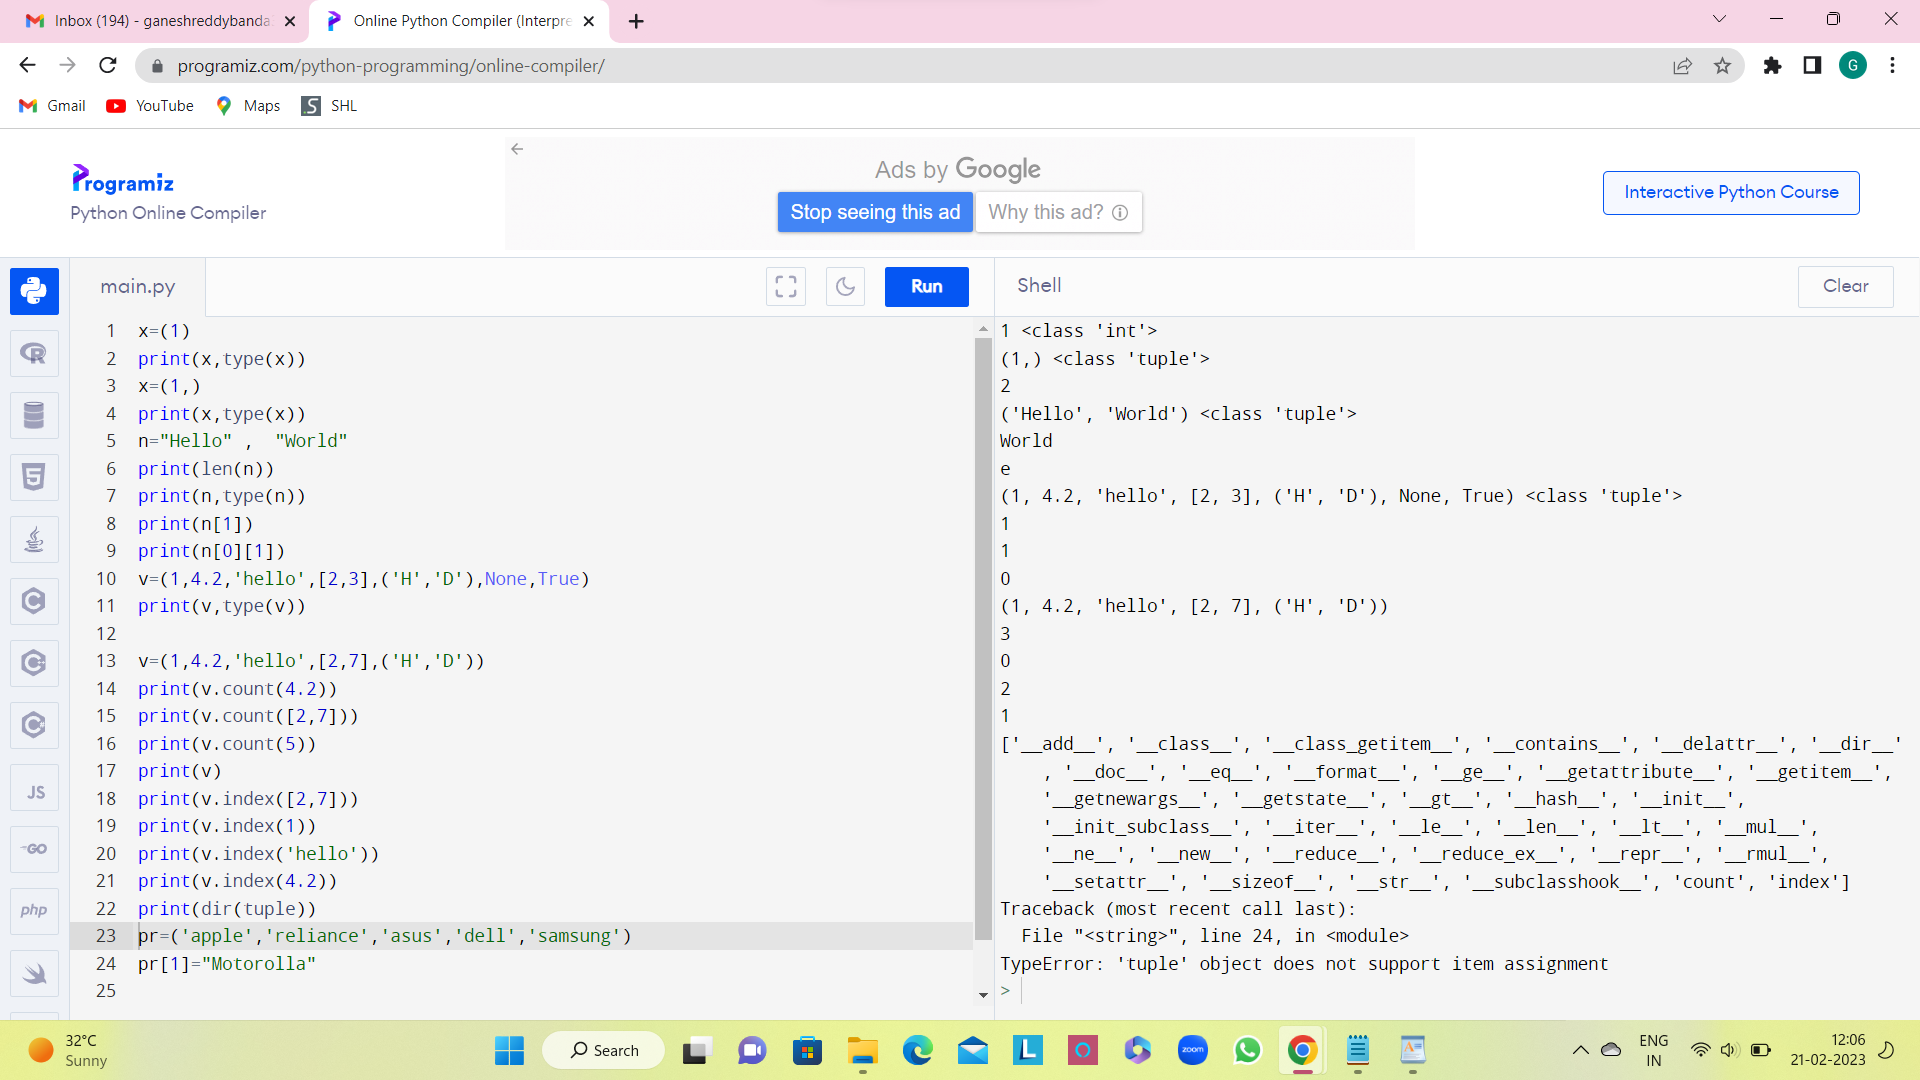 Inbox (194) - ganeshreddybanda
Online Python Compiler (Interpre
programiz.com/python-programming/online-compiler/
G
Gmail
YouTube
Maps
SHL
Programiz
Python Online Compiler
Ads by Google
Stop seeing this ad
Why this ad?
Interactive Python Course
main.py
Run
Shell
Clear
1 x=(1)
2 print(x,type(x))
3 x=(1,)
4 print(x,type(x))
5 n="Hello" ,  "World"
6 print(len(n))
7 print(n,type(n))
8 print(n[1])
9 print(n[0][1])
10 v=(1,4.2,'hello',[2,3],('H','D'),None,True)
11 print(v,type(v))
12
13 v=(1,4.2,'hello',[2,7],('H','D'))
14 print(v.count(4.2))
15 print(v.count([2,7]))
16 print(v.count(5))
17 print(v)
18 print(v.index([2,7]))
19 print(v.index(1))
20 print(v.index('hello'))
21 print(v.index(4.2))
22 print(dir(tuple))
23 pr=('apple','reliance','asus','dell','samsung')
24 pr[1]="Motorolla"
25
1 <class 'int'>
(1,) <class 'tuple'>
2
('Hello', 'World') <class 'tuple'>
World
e
(1, 4.2, 'hello', [2, 3], ('H', 'D'), None, True) <class 'tuple'>
1
1
0
(1, 4.2, 'hello', [2, 7], ('H', 'D'))
3
0
2
1
['__add__', '__class__', '__class_getitem__', '__contains__', '__delattr__', '__dir__'
, '__doc__', '__eq__', '__format__', '__ge__', '__getattribute__', '__getitem__',
'__getnewargs__', '__getstate__', '__gt__', '__hash__', '__init__',
'__init_subclass__', '__iter__', '__le__', '__len__', '__lt__', '__mul__',
'__ne__', '__new__', '__reduce__', '__reduce_ex__', '__repr__', '__rmul__',
'__setattr__', '__sizeof__', '__str__', '__subclasshook__', 'count', 'index']
Traceback (most recent call last):
File "<string>", line 24, in <module>
TypeError: 'tuple' object does not support item assignment
>
JS
GO
php
32°C
Sunny
Search
zoom
ENG
IN
12:06
21-02-2023